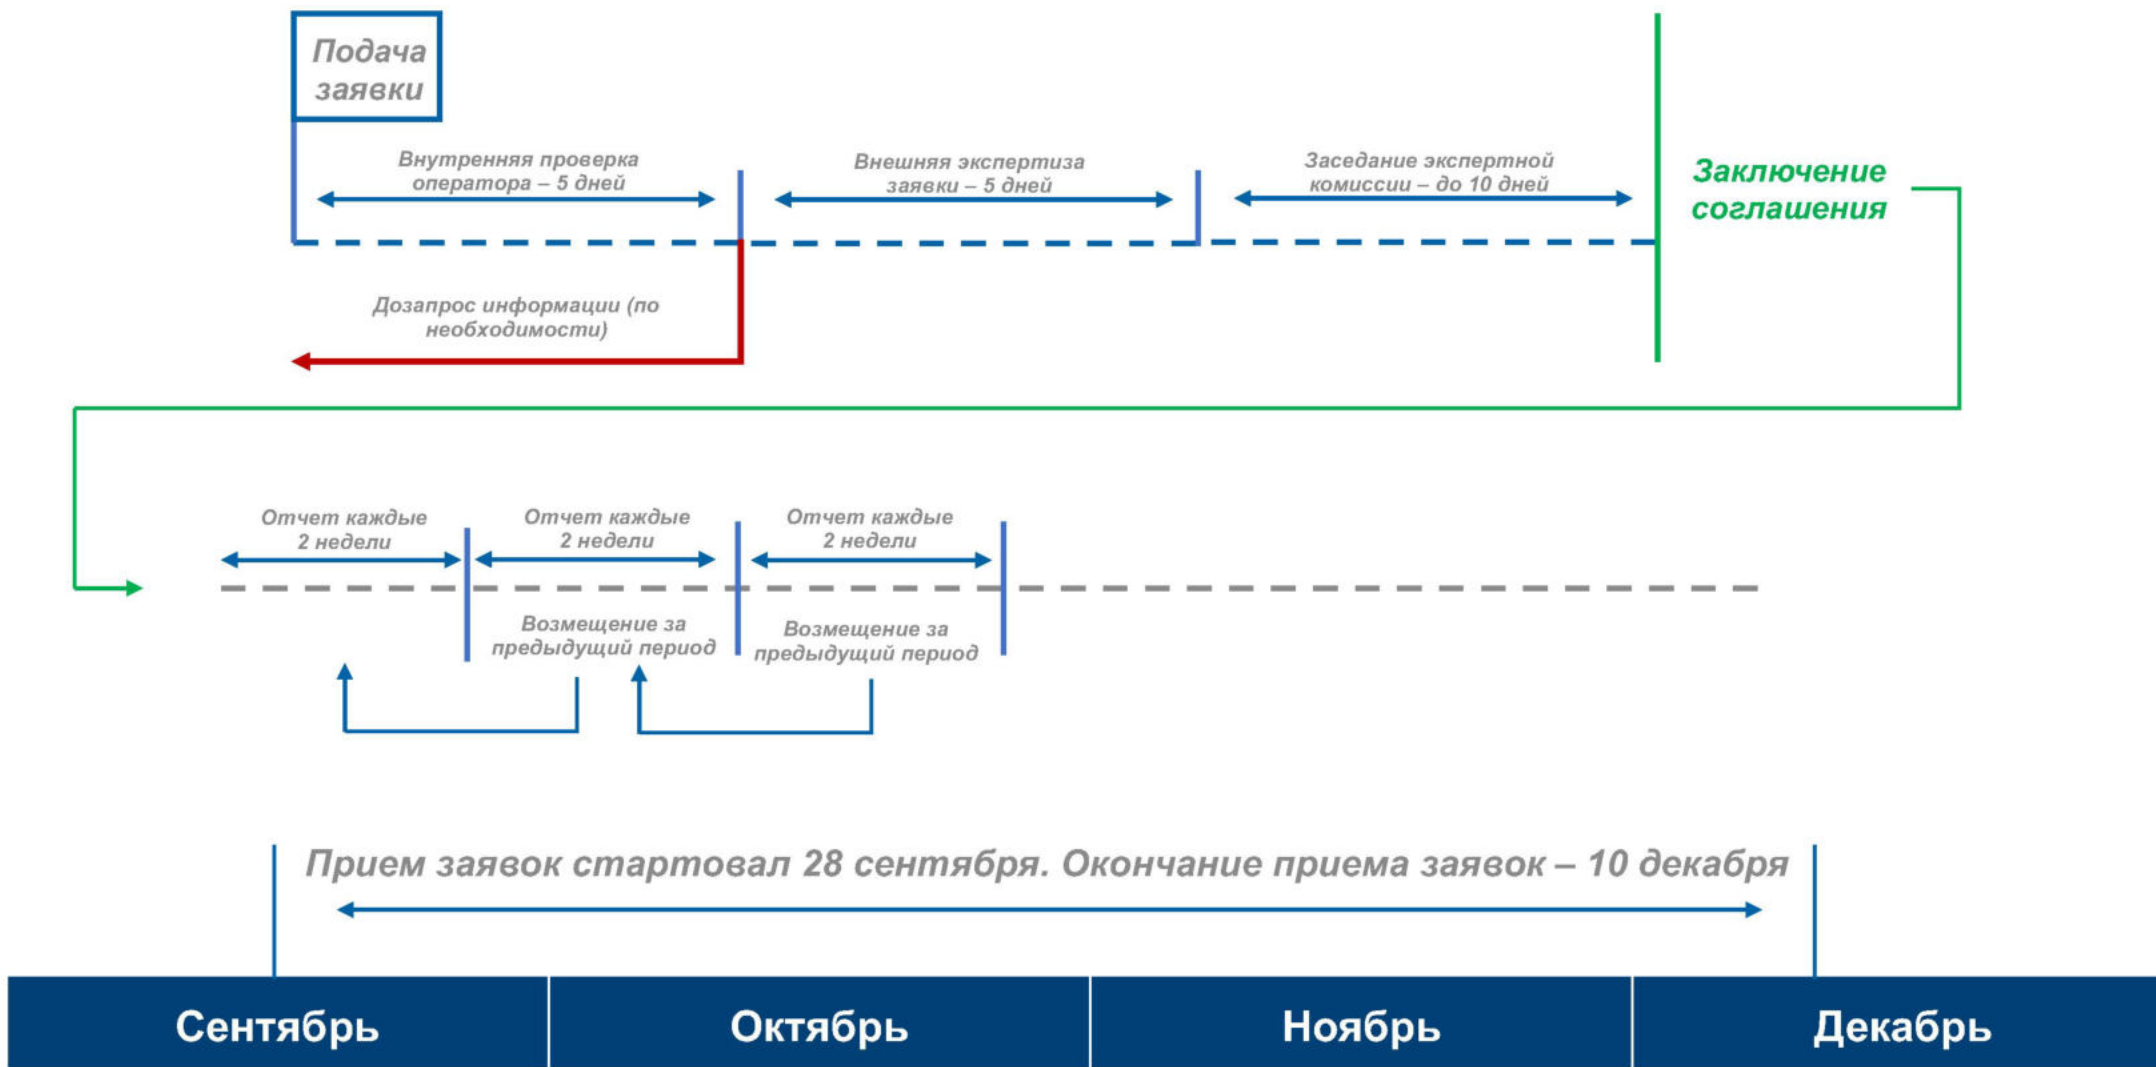 Подача
заявки
Внутренняя проверка
оператора – 5 дней
Внешняя экспертиза
заявки – 5 дней
Заседание экспертной
комиссии – до 10 дней
Заключение
соглашения
Дозапрос информации (по
необходимости)
Отчет каждые
2 недели
Отчет каждые
2 недели
Отчет каждые
2 недели
Возмещение за
предыдущий период
Возмещение за
предыдущий период
Прием заявок стартовал 28 сентября. Окончание приема заявок – 10 декабря
Сентябрь
Октябрь
Ноябрь
Декабрь